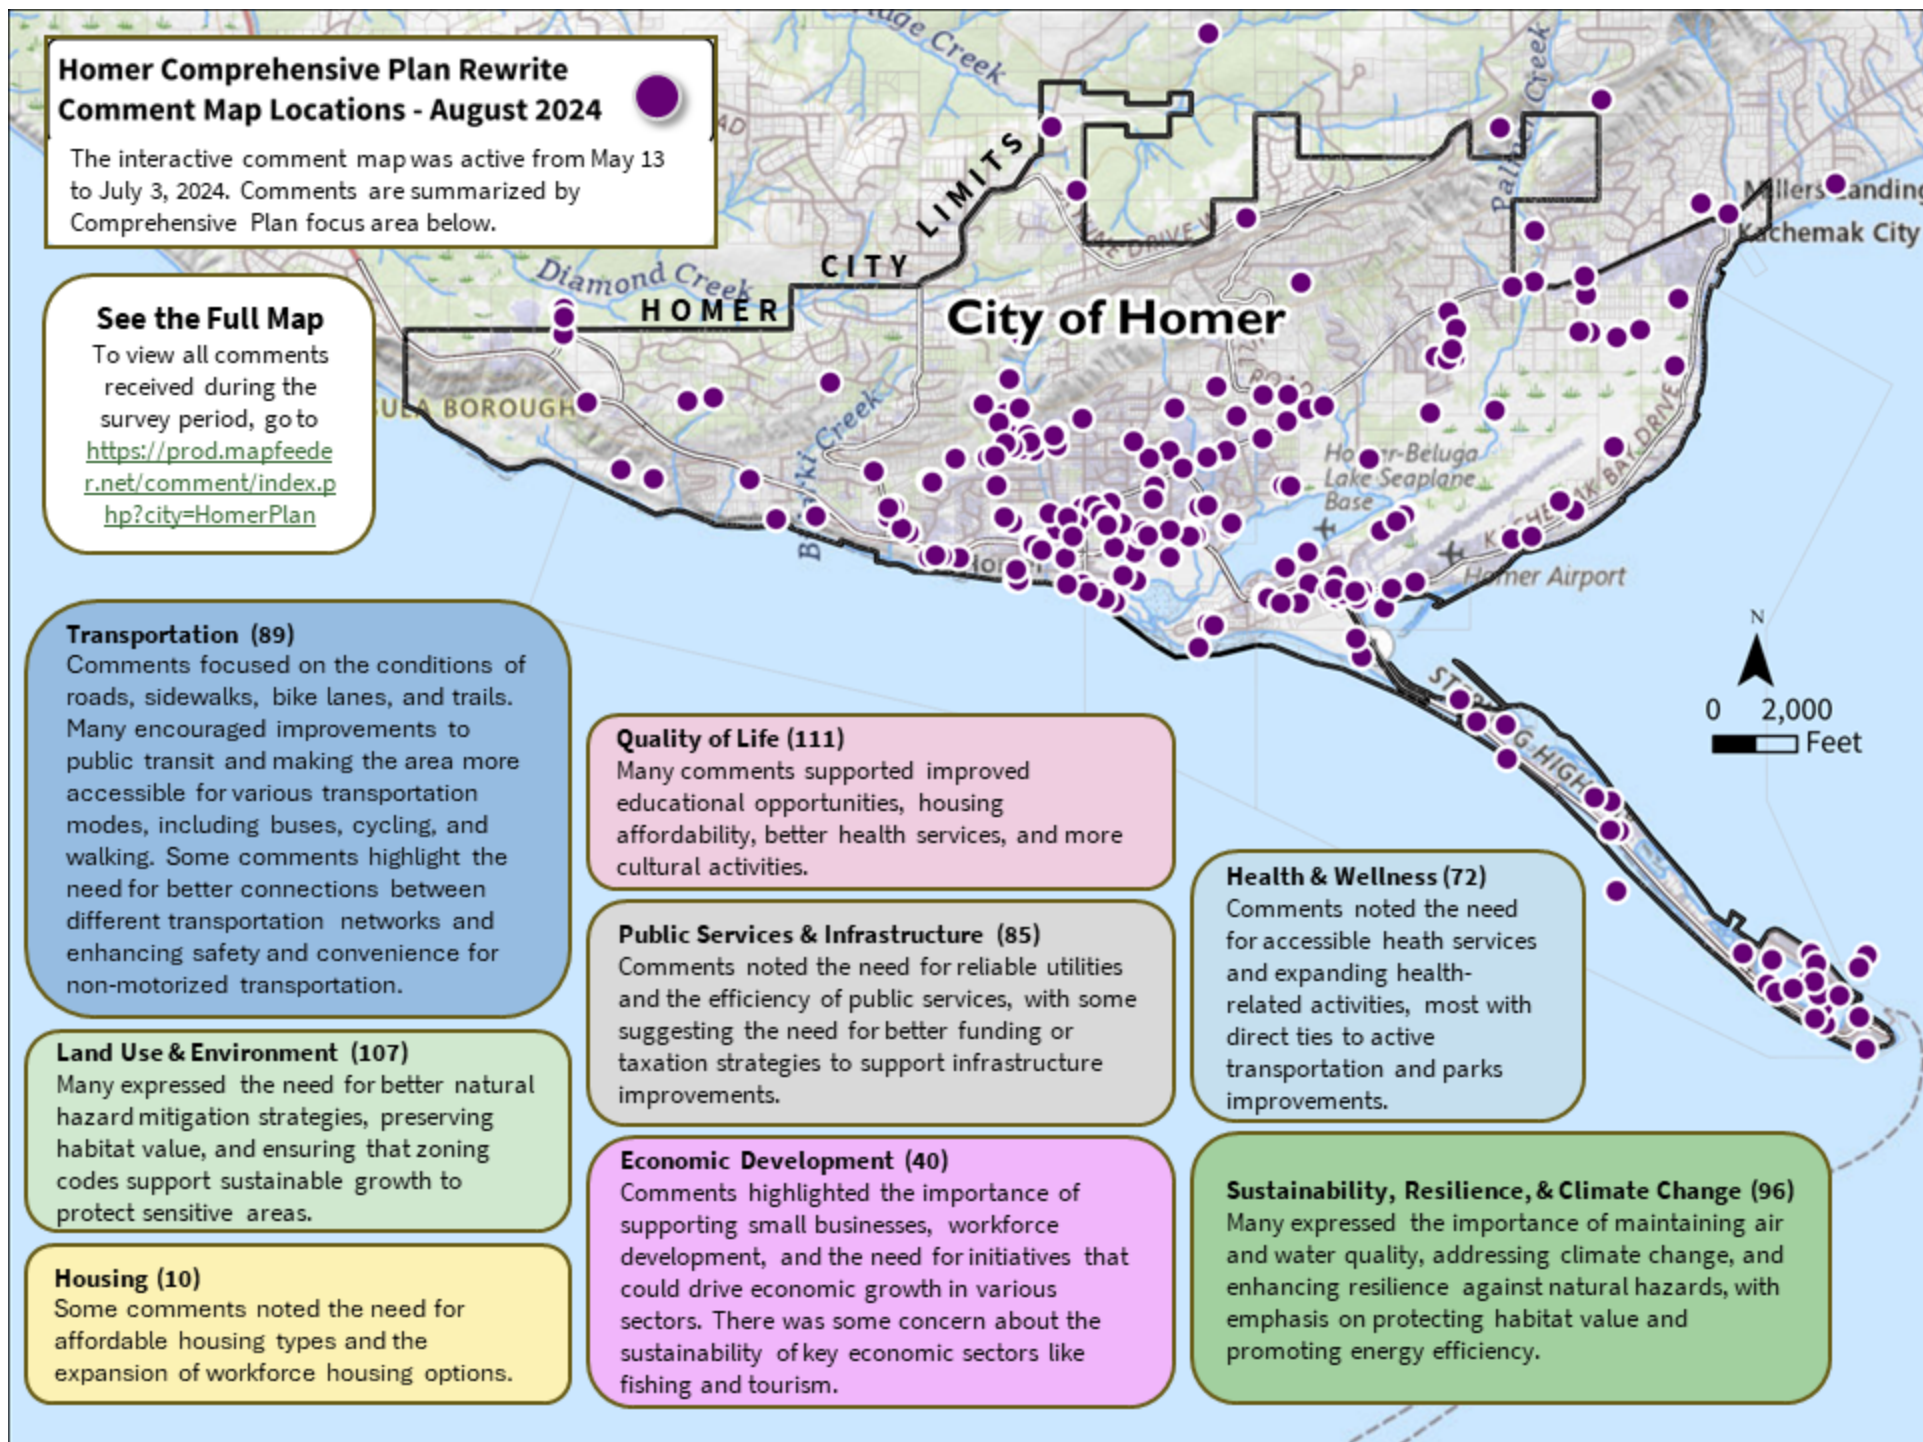 Homer Comprehensive Plan Rewrite
Comment Map Locations - August 2024
The interactive comment map was active from May 13
to July 3, 2024. Comments are summarized by
Comprehensive Plan focus area below.
See the Full Map
To view all comments
received during the
survey period, go to
https://prod.mapfeede
r.net/comment/index.p
hp?city=HomerPlan
Diamond Creek
HOMER
CITY
LIMITS
City of Homer
Creek
Creek
Kachemak City
Lake Seaplane
Base
Homer Airport
N
0 2,000
Feet
Transportation (89)
Comments focused on the conditions of
roads, sidewalks, bike lanes, and trails.
Many encouraged improvements to
public transit and making the area more
accessible for various transportation
modes, including buses, cycling, and
walking. Some comments highlight the
need for better connections between
different transportation networks and
enhancing safety and convenience for
non-motorized transportation.
Land Use & Environment (107)
Many expressed the need for better natural
hazard mitigation strategies, preserving
habitat value, and ensuring that zoning
codes support sustainable growth to
protect sensitive areas.
Housing (10)
Some comments noted the need for
affordable housing types and the
expansion of workforce housing options.
Quality of Life (111)
Many comments supported improved
educational opportunities, housing
affordability, better health services, and more
cultural activities.
Public Services & Infrastructure (85)
Comments noted the need for reliable utilities
and the efficiency of public services, with some
suggesting the need for better funding or
taxation strategies to support infrastructure
improvements.
Economic Development (40)
Comments highlighted the importance of
supporting small businesses, workforce
development, and the need for initiatives that
could drive economic growth in various
sectors. There was some concern about the
sustainability of key economic sectors like
fishing and tourism.
Health & Wellness (72)
Comments noted the need
for accessible heath services
and expanding health-
related activities, most with
direct ties to active
transportation and parks
improvements.
Sustainability, Resilience, & Climate Change (96)
Many expressed the importance of maintaining air
and water quality, addressing climate change, and
enhancing resilience against natural hazards, with
emphasis on protecting habitat value and
promoting energy efficiency.